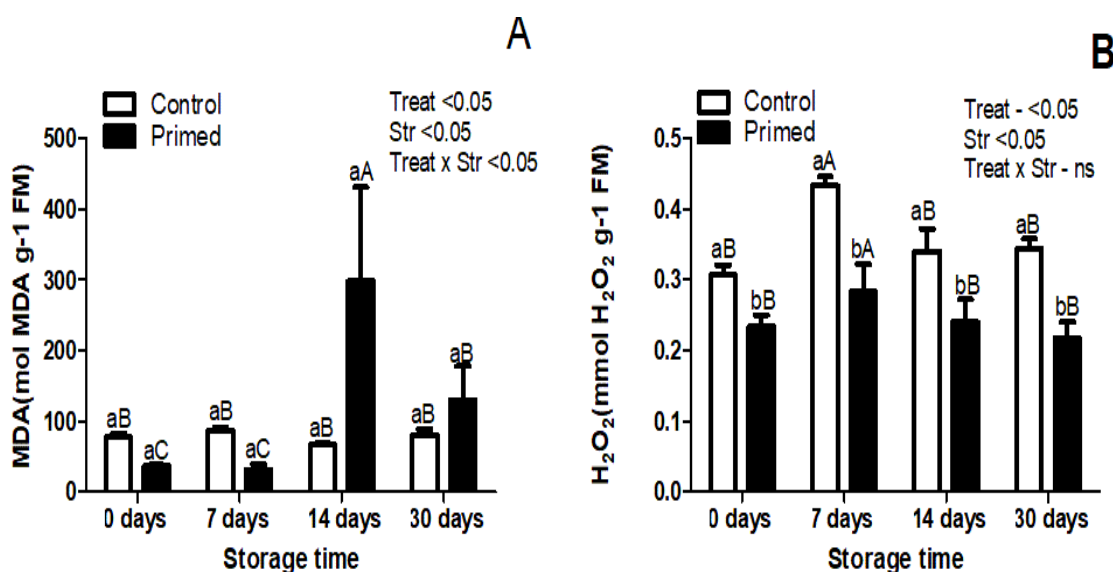 A
Control
Primed
Treat <0.05
Str <0.05
Treat x Str <0.05
MDA(mol MDA g-1 FM)
500
400
300
200
100
0
aB
aC
aB
aC
aB
aA
aB
aB
0 days
7 days
14 days
30 days
Storage time
B
Control
Primed
Treat - <0.05
Str <0.05
Treat x Str - ns
H₂O₂(mmol H₂O₂ g-1 FM)
0.5
0.4
0.3
0.2
0.1
0.0
aB
bB
aA
bA
aB
bB
aB
bB
0 days
7 days
14 days
30 days
Storage time